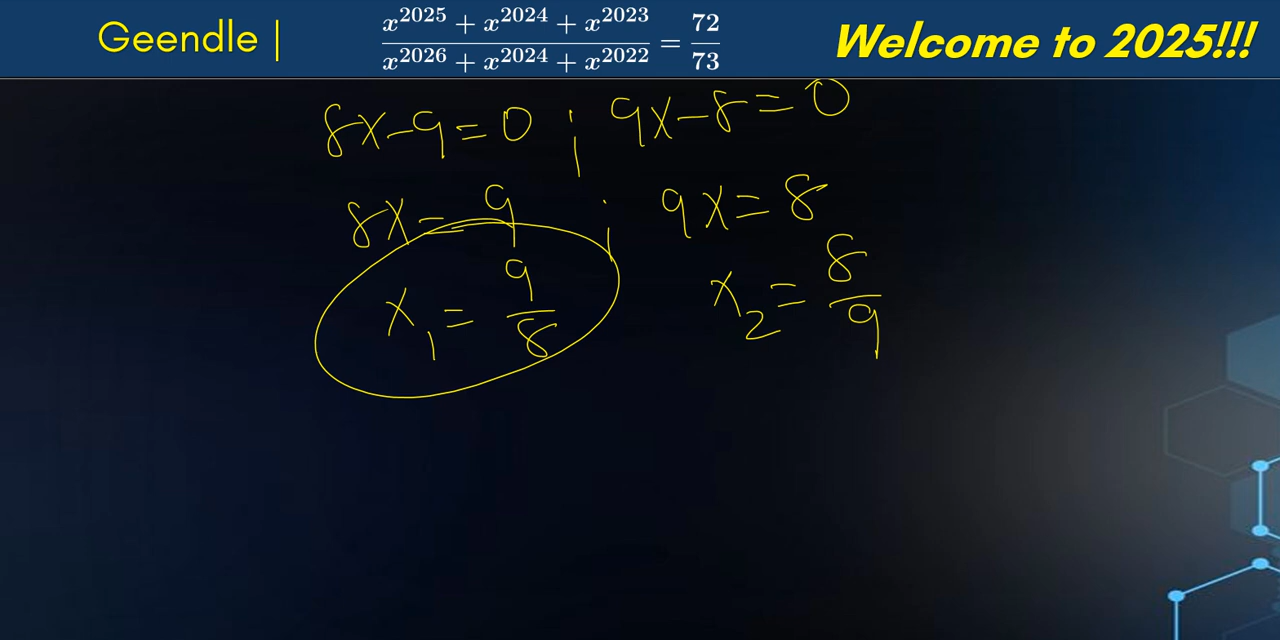 Geendle | x^2025 + x^2024 + x^2023 / x^2026 + x^2024 + x^2022 = 72/73 Welcome to 2025!!!
8x-9=0 ; 9x-8=0
8x=9 ; 9x=8
x₁=9/8 x₂=8/9